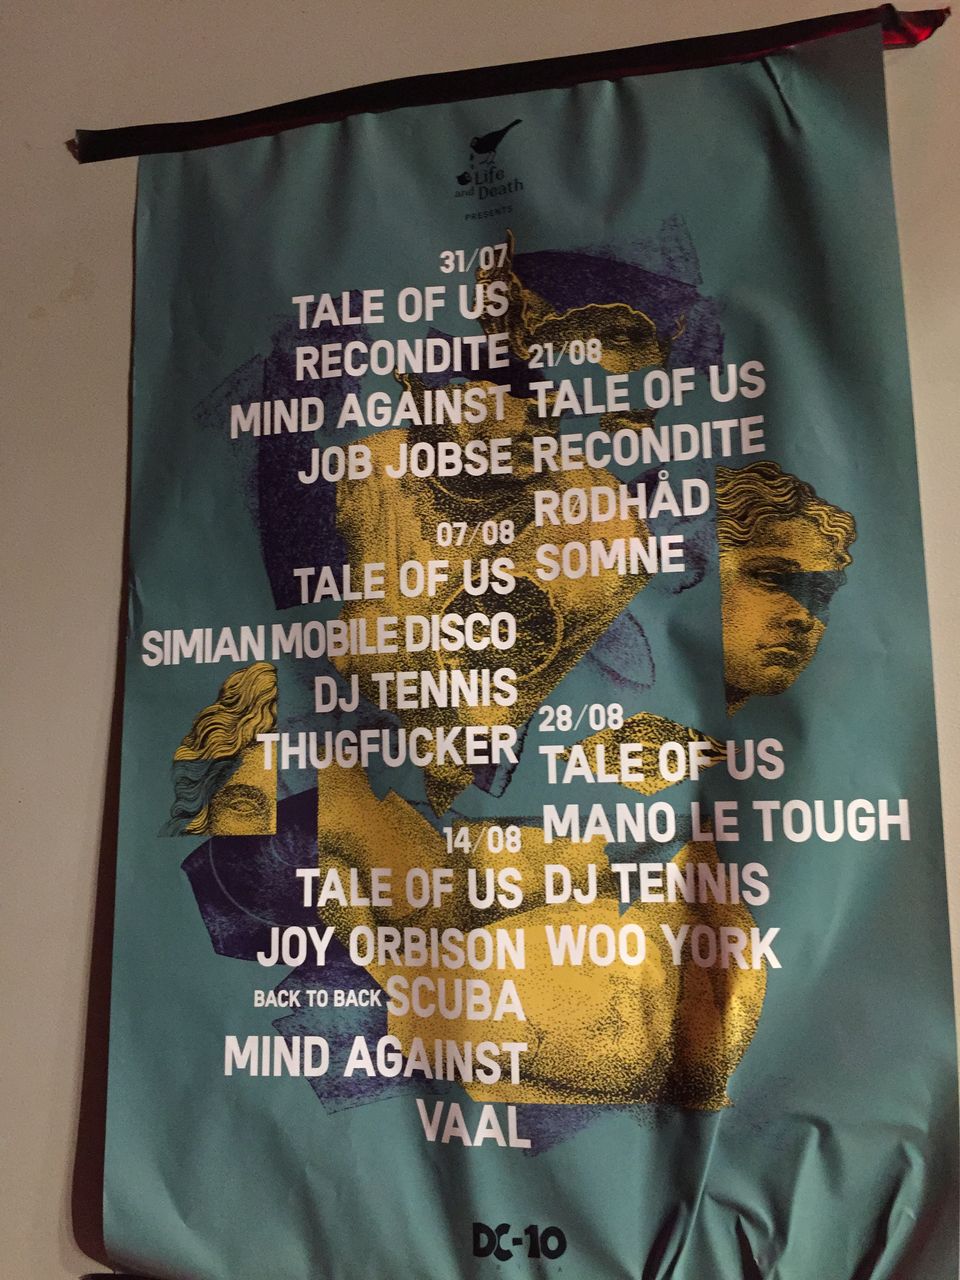 Life
and Death
PRESENTS
31/07
TALE OF US
RECONDITE
MIND AGAINST
JOB JOBSE
07/08
TALE OF US
SIMIAN MOBILE DISCO
DJ TENNIS
THUGFUCKER
14/08
TALE OF US
JOY ORBISON
BACK TO BACK SCUBA
MIND AGAINST
VAAL
21/08
TALE OF US
RECONDITE
RØDHÅD
SOMNE
28/08
TALE OF US
MANO LE TOUGH
DJ TENNIS
WOO YORK
DC-10